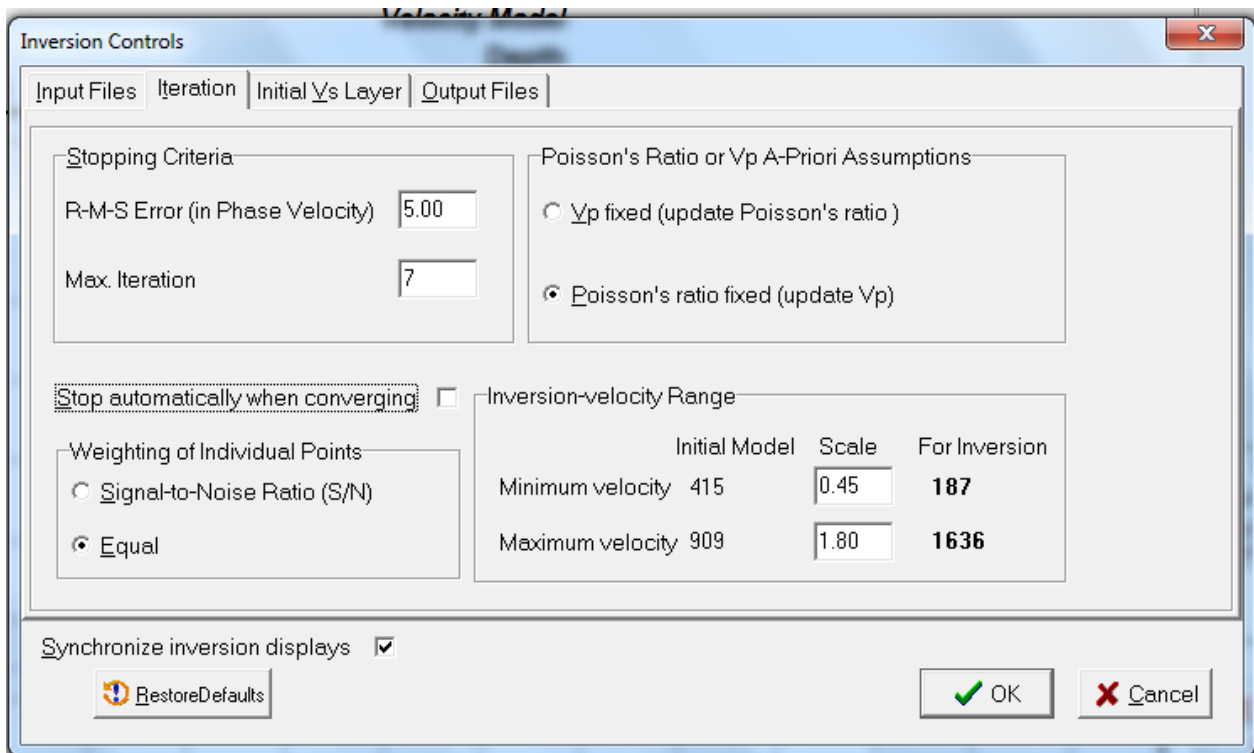 Velocity Model
Depth
Inversion Controls
x
Input Files Iteration Initial Vs Layer Output Files
Stopping Criteria
R-M-S Error (in Phase Velocity) 5.00
Max. Iteration 7
Poisson's Ratio or Vp A-Priori Assumptions
Vp fixed (update Poisson's ratio )
Poisson's ratio fixed (update Vp)
Stop automatically when converging
Weighting of Individual Points
Signal-to-Noise Ratio (S/N)
Equal
Inversion-velocity Range
Initial Model Scale For Inversion
Minimum velocity 415 0.45 187
Maximum velocity 909 1.80 1636
Synchronize inversion displays
RestoreDefaults
OK
Cancel